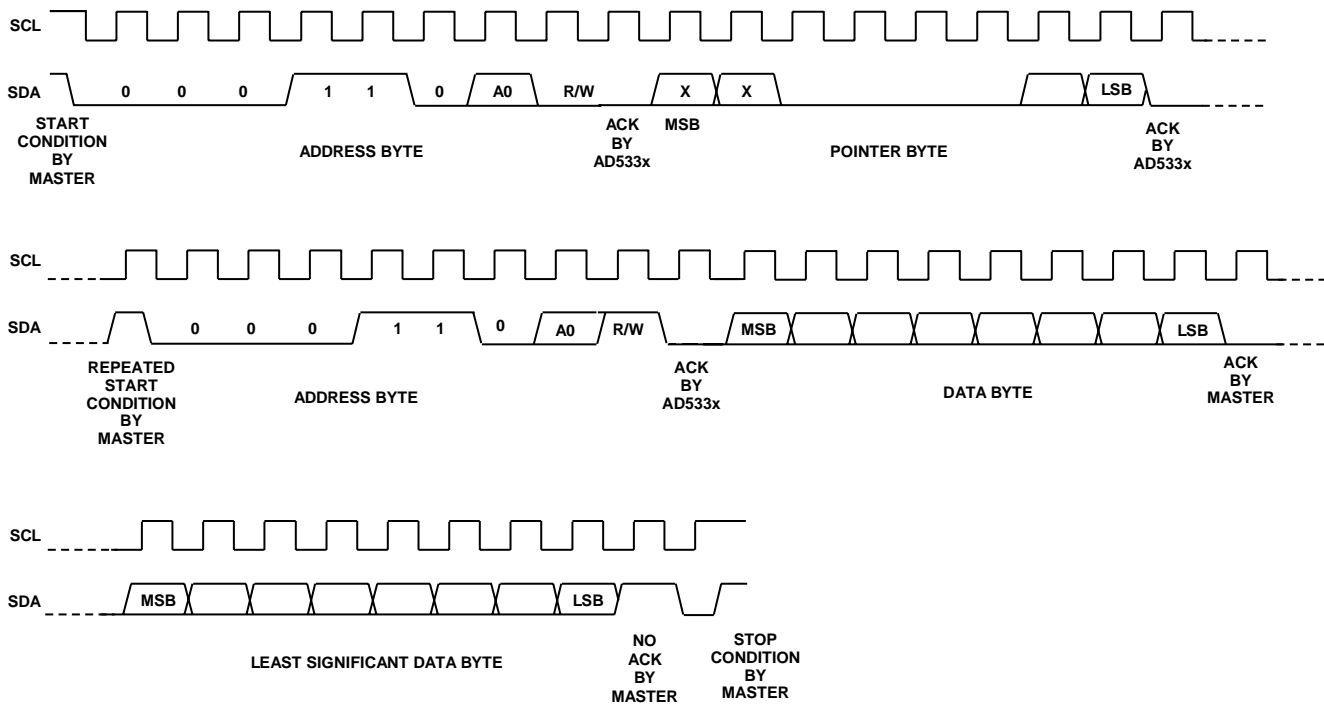 SCL
SDA 0 0 0 1 1 0 A0 R/W X X LSB
START
CONDITION
BY
MASTER
ADDRESS BYTE
ACK
BY
AD533x
MSB
POINTER BYTE
ACK
BY
AD533x
SCL
SDA 0 0 0 1 1 0 A0 R/W MSB LSB
REPEATED
START
CONDITION
BY
MASTER
ADDRESS BYTE
ACK
BY
AD533x
DATA BYTE
ACK
BY
MASTER
SCL
SDA MSB LSB
LEAST SIGNIFICANT DATA BYTE
NO
ACK
BY
MASTER
STOP
CONDITION
BY
MASTER